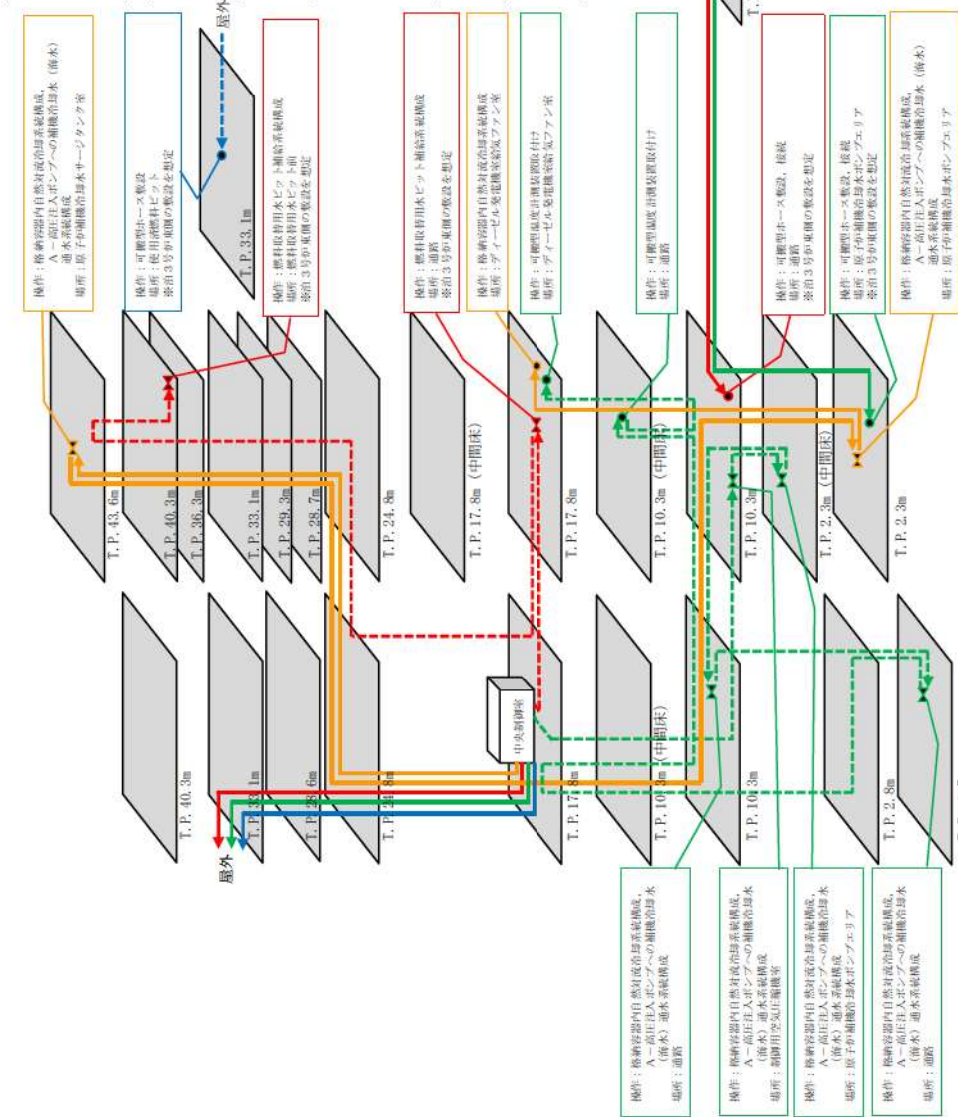 操作：格納容器内自然対流冷却系統構成，
A－高圧注入ポンプへの補機冷却水（海水）
通水系統構成
場所：原子炉補機冷却水サージタンク室
操作：可搬型ホース敷設
場所：使用済燃料ピット
※泊３号炉東側の敷設を想定
屋外
T.P.33.1m
操作：燃料取替用水ピット補給系統構成
場所：燃料取替用水ピット前
※泊３号炉東側の敷設を想定
操作：燃料取替用水ピット補給系統構成
場所：通路
※泊３号炉東側の敷設を想定
操作：格納容器内自然対流冷却系統構成
場所：ディーゼル発電機室給気ファン室
操作：可搬型温度計測装置取付け
場所：ディーゼル発電機室給気ファン室
操作：可搬型温度計測装置取付け
場所：通路
操作：可搬型ホース敷設，接続
場所：通路
※泊３号炉東側の敷設を想定
操作：可搬型ホース敷設，接続
場所：原子炉補機冷却水ポンプエリア
※泊３号炉東側の敷設を想定
操作：格納容器内自然対流冷却系統構成，
A－高圧注入ポンプへの補機冷却水（海水）
通水系統構成
場所：原子炉補機冷却水ポンプエリア
T.P.43.6m
T.P.40.3m
T.P.36.3m
T.P.33.1m
T.P.29.3m
T.P.28.7m
T.P.24.8m
T.P.17.8m（中間床）
T.P.17.8m
T.P.10.3m（中間床）
T.P.10.3m
T.P.2.3m（中間床）
T.P.2.3m
T.P.40.3m
T.P.33.1m
T.P.28.6m
T.P.24.8m
屋外
中央制御室
T.P.17.8m
T.P.10.3m（中間床）
T.P.10.3m
T.P.2.8m
操作：格納容器内自然対流冷却系統構成，
A－高圧注入ポンプへの補機冷却水
（海水）通水系統構成
場所：通路
操作：格納容器内自然対流冷却系統構成，
A－高圧注入ポンプへの補機冷却水
（海水）通水系統構成
場所：制御用空気圧縮機室
操作：格納容器内自然対流冷却系統構成，
A－高圧注入ポンプへの補機冷却水
（海水）通水系統構成
場所：原子炉補機冷却水ポンプエリア
操作：格納容器内自然対流冷却系統構成，
A－高圧注入ポンプへの補機冷却水
（海水）通水系統構成
場所：通路